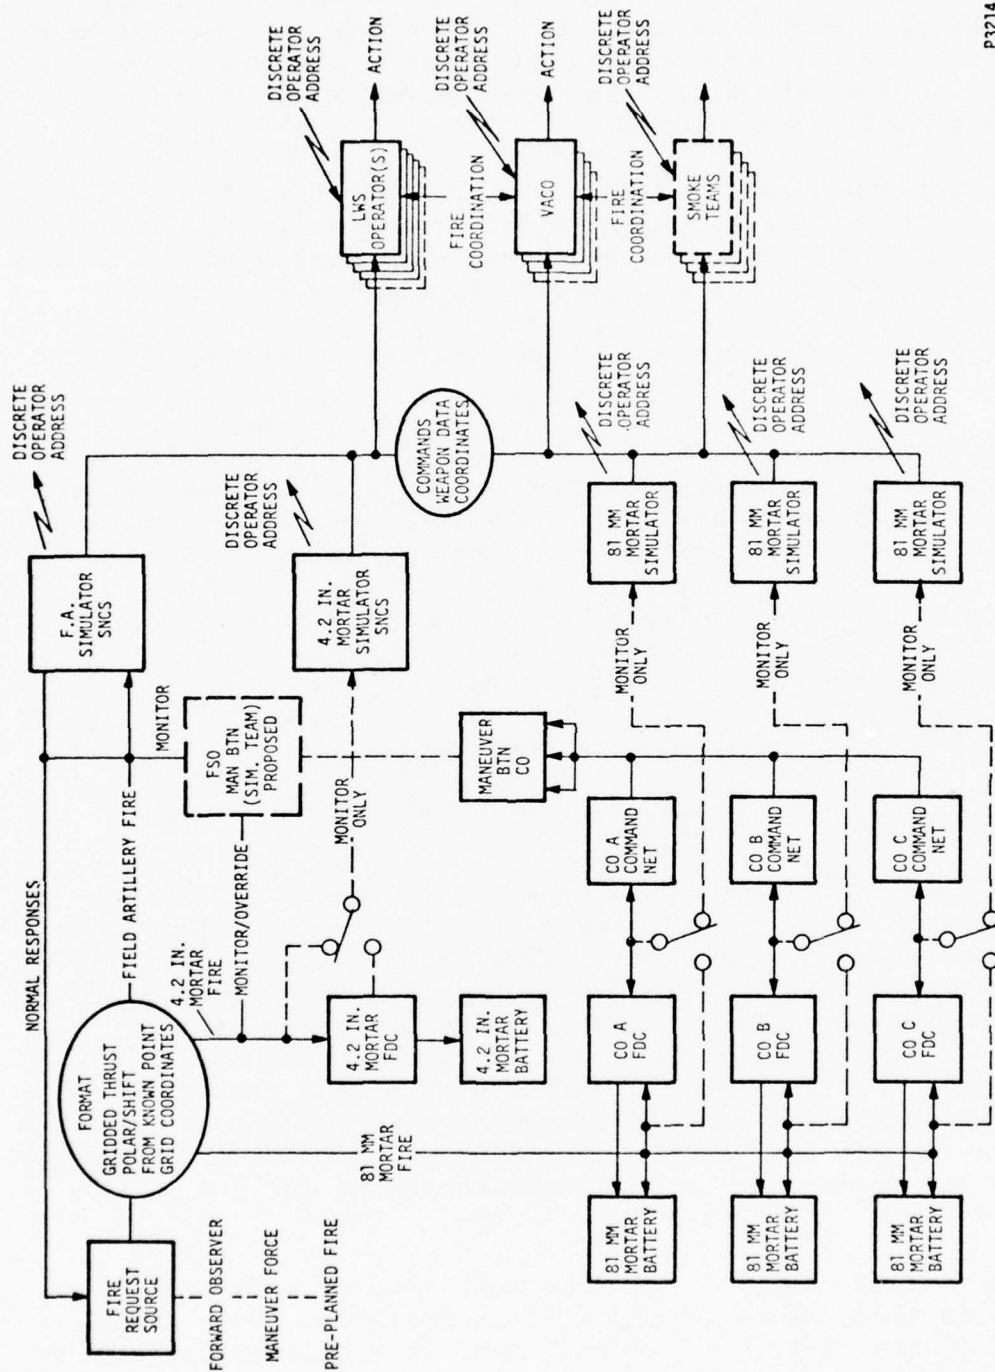 P3214
NORMAL RESPONSES
FIRE
REQUEST
SOURCE
FORWARD OBSERVER
MANEUVER FORCE
PRE-PLANNED FIRE
FORMAT
GRIDDED THRUST
POLAR/SHIFT
FROM KNOWN POINT
GRID COORDINATES
FIELD ARTILLERY FIRE
4.2 IN.
MORTAR
FIRE
MONITOR/OVERRIDE
81 MM
MORTAR
FIRE
MONITOR
FSO
MAN BTN
(SIM. TEAM)
PROPOSED
F.A.
SIMULATOR
SNCS
DISCRETE
OPERATOR
ADDRESS
4.2 IN.
MORTAR
FDC
4.2 IN.
MORTAR
BATTERY
MONITOR
ONLY
4.2 IN.
MORTAR
SIMULATOR
SNCS
DISCRETE
OPERATOR
ADDRESS
MANEUVER
BTN
CO
COMMANDS
WEAPON DATA
COORDINATES
LWS
OPERATOR(S)
DISCRETE
OPERATOR
ADDRESS
ACTION
FIRE
COORDINATION
VACO
DISCRETE
OPERATOR
ADDRESS
ACTION
FIRE
COORDINATION
SMOKE
TEAMS
DISCRETE
OPERATOR
ADDRESS
81 MM
MORTAR
BATTERY
CO A
FDC
CO A
COMMAND
NET
MONITOR
ONLY
81 MM
MORTAR
SIMULATOR
DISCRETE
OPERATOR
ADDRESS
81 MM
MORTAR
BATTERY
CO B
FDC
CO B
COMMAND
NET
MONITOR
ONLY
81 MM
MORTAR
SIMULATOR
DISCRETE
OPERATOR
ADDRESS
81 MM
MORTAR
BATTERY
CO C
FDC
CO C
COMMAND
NET
MONITOR
ONLY
81 MM
MORTAR
SIMULATOR
DISCRETE
OPERATOR
ADDRESS